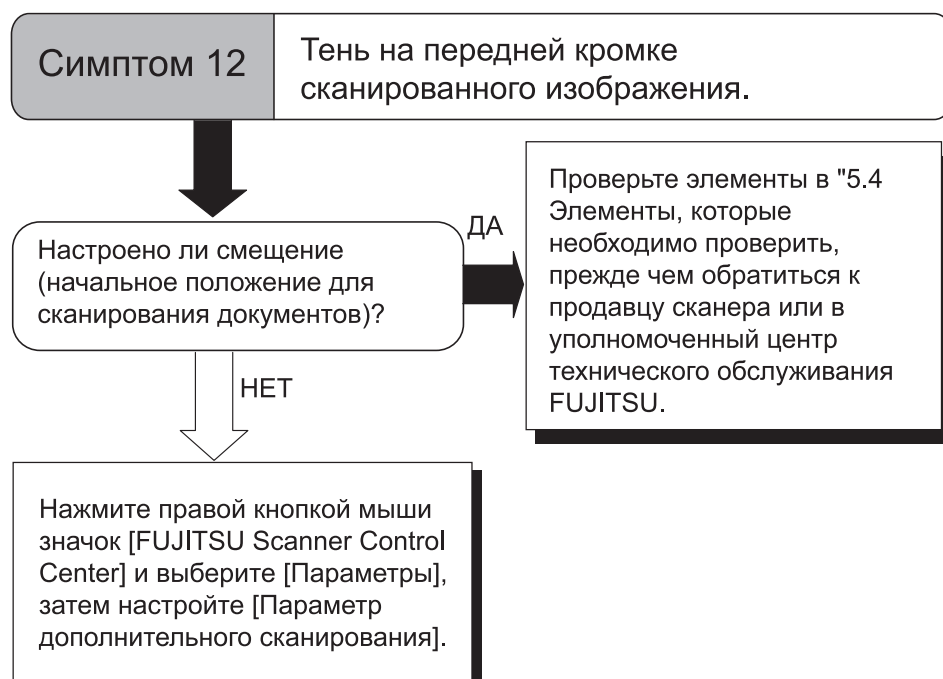 Симптом 12
Тень на передней кромке
сканированного изображения.
Настроено ли смещение
(начальное положение для
сканирования документов)?
ДА
Проверьте элементы в "5.4
Элементы, которые
необходимо проверить,
прежде чем обратиться к
продавцу сканера или в
уполномоченный центр
технического обслуживания
FUJITSU.
НЕТ
Нажмите правой кнопкой мыши
значок [FUJITSU Scanner Control
Center] и выберите [Параметры],
затем настройте [Параметр
дополнительного сканирования].